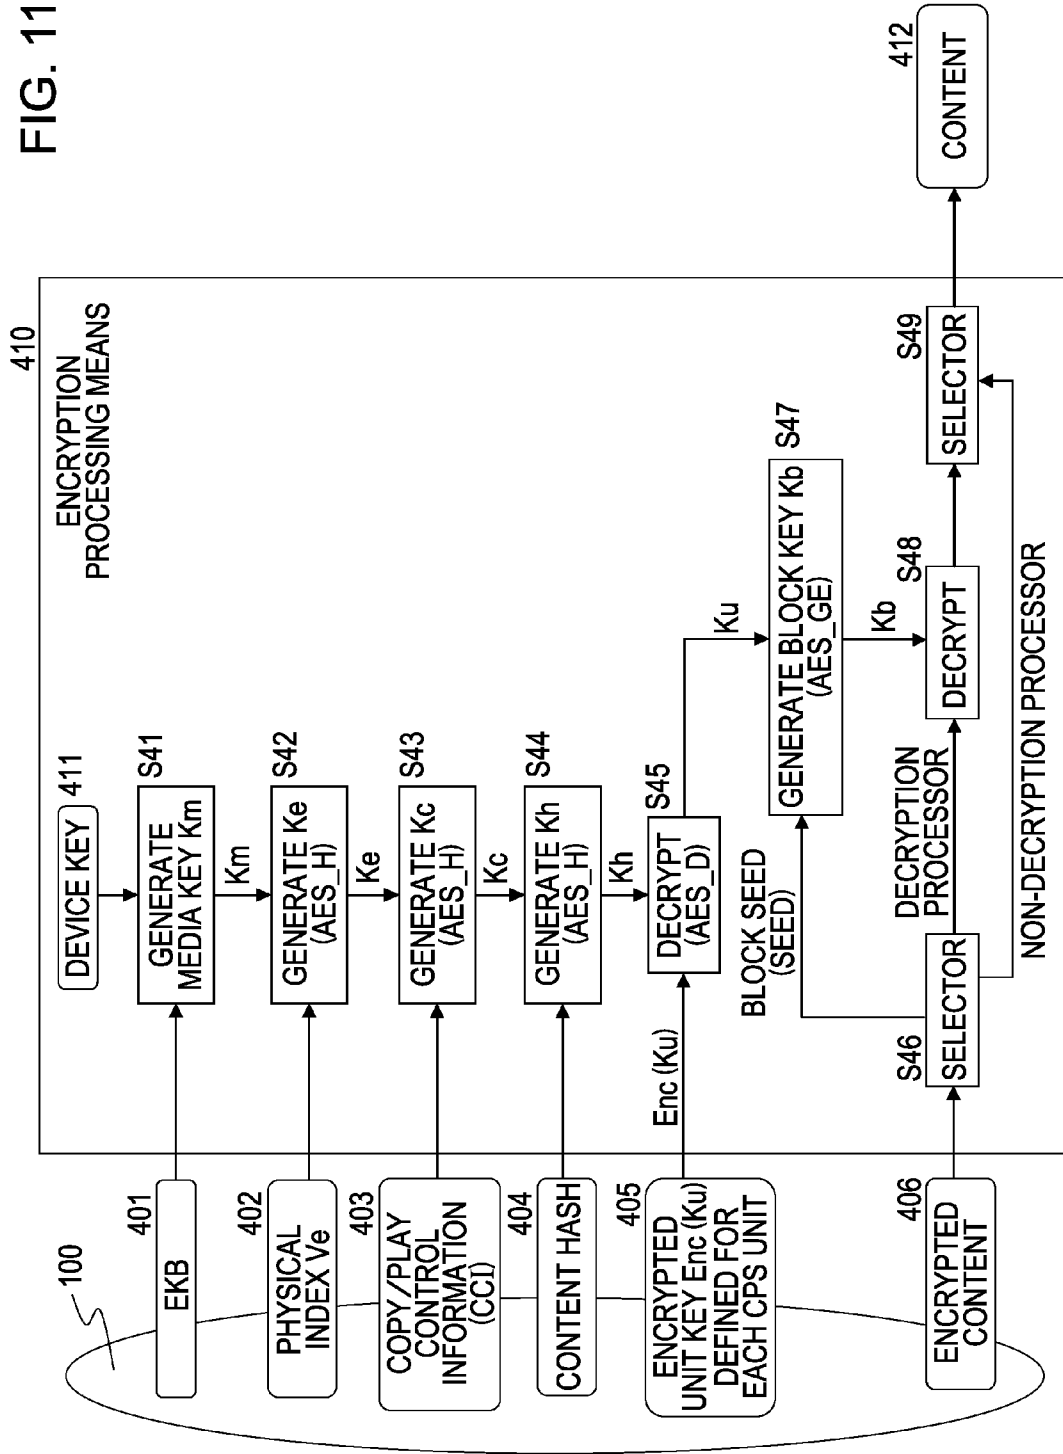 FIG. 11
410
ENCRYPTION
PROCESSING MEANS
100
401
EKB
402
PHYSICAL
INDEX Ve
403
COPY/PLAY
CONTROL
INFORMATION
(CCI)
404
CONTENT HASH
405
ENCRYPTED
UNIT KEY Enc (Ku)
DEFINED FOR
EACH CPS UNIT
406
ENCRYPTED
CONTENT
DEVICE KEY
411
S41
GENERATE
MEDIA KEY Km
Km
S42
GENERATE Ke
(AES_H)
Ke
S43
GENERATE Kc
(AES_H)
Kc
S44
GENERATE Kh
(AES_H)
Kh
Enc (Ku)
S45
DECRYPT
(AES_D)
Ku
BLOCK SEED
(SEED)
GENERATE BLOCK KEY Kb
(AES_GE)
S47
Kb
S46
SELECTOR
DECRYPTION
PROCESSOR
S48
DECRYPT
S49
SELECTOR
NON-DECRYPTION PROCESSOR
412
CONTENT